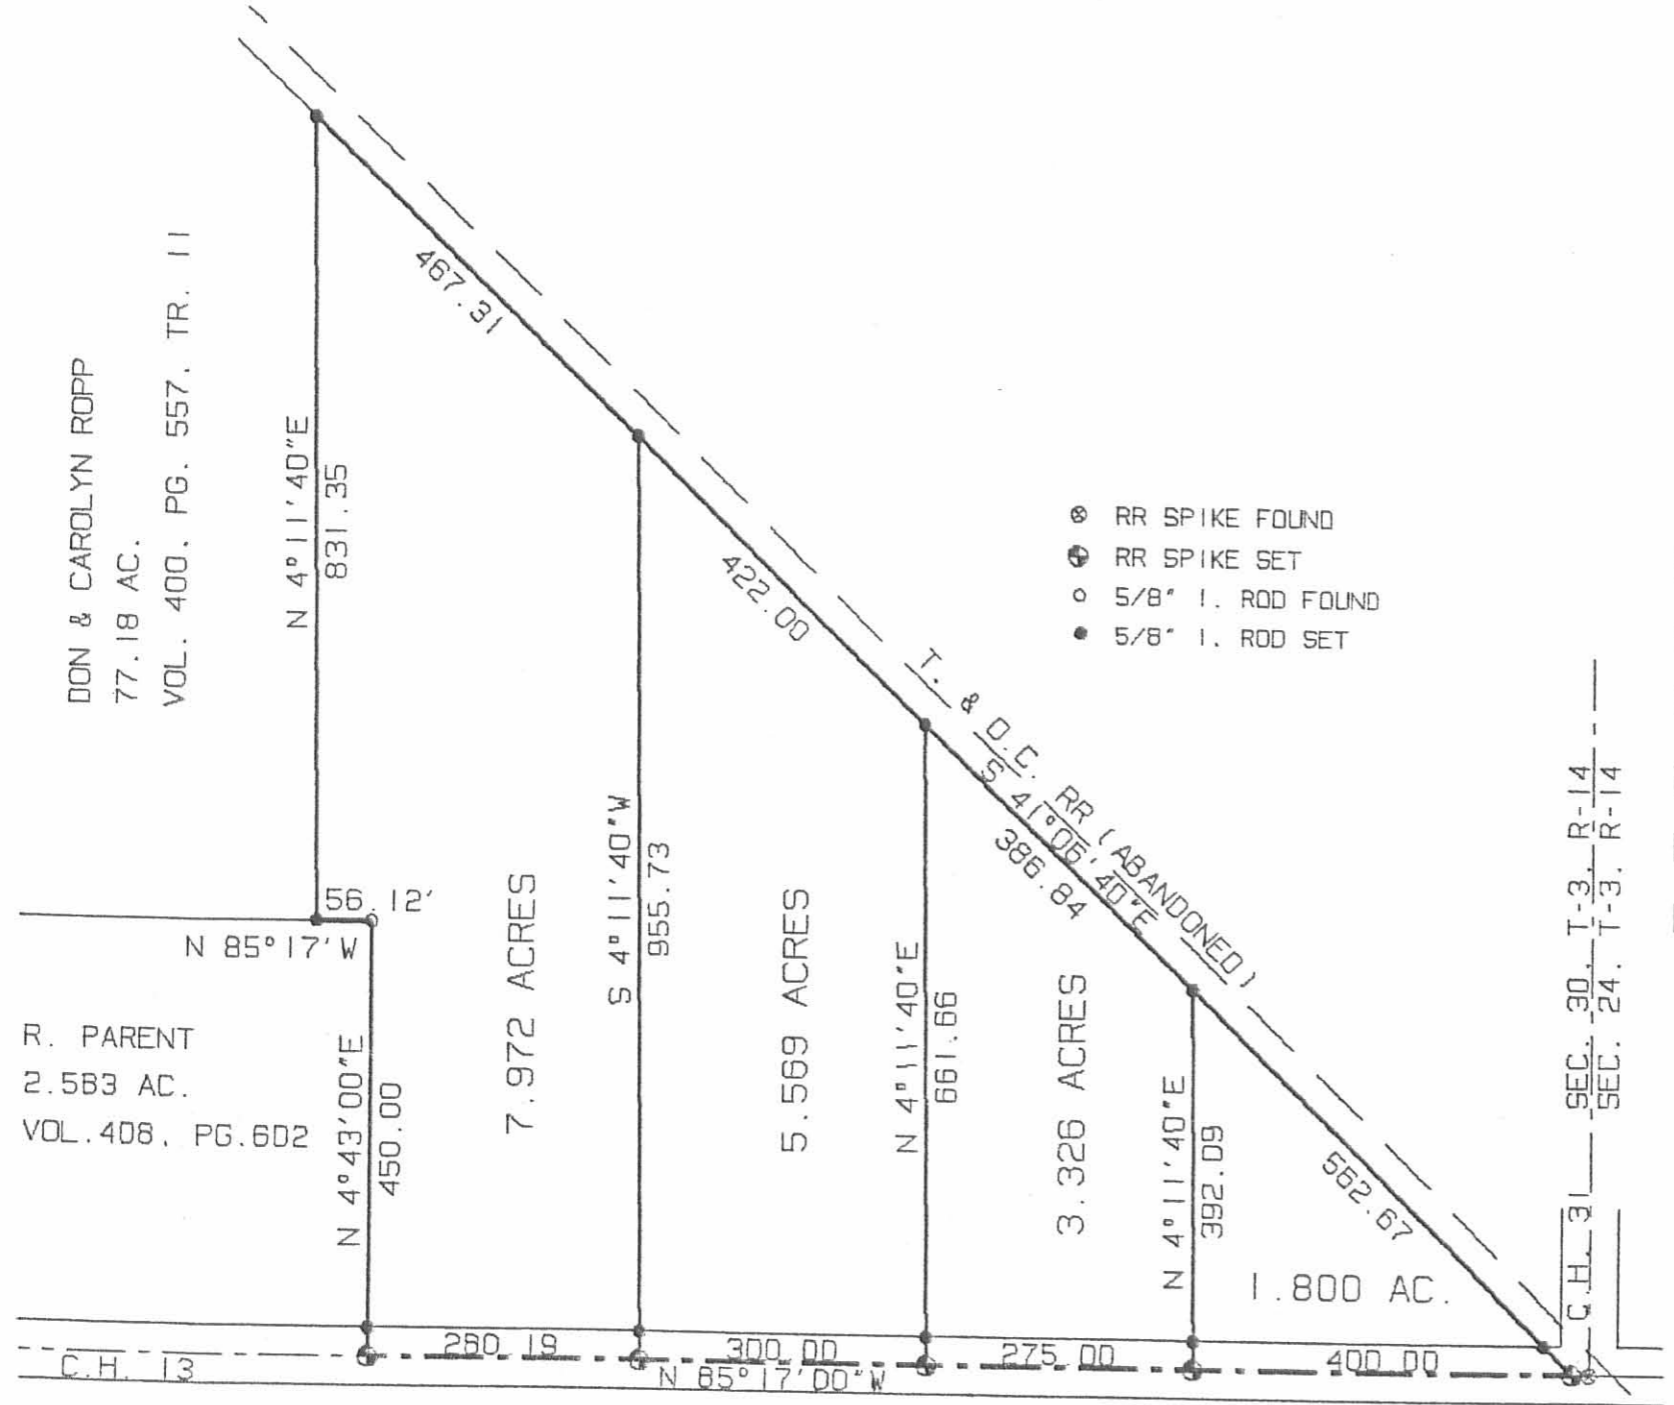 DON & CAROLYN ROPP
77.18 AC.
VOL. 400, PG. 557, TR. II
N 4°11'40"E
831.35
467.31
422.00
RR SPIKE FOUND
RR SPIKE SET
5/8" I. ROD FOUND
5/8" I. ROD SET
T. & O.C. RR (ABANDONED)
S 41°06'40"E
386.84
562.67
56.12'
N 85°17'W
R. PARENT
2.583 AC.
VOL.408, PG.602
N 4°43'00"E
450.00
7.972 ACRES
S 4°11'40"W
955.73
5.569 ACRES
N 4°11'40"E
661.66
3.326 ACRES
N 4°11'40"E
392.09
1.800 AC.
C.H. 31
SEC. 30, T-3, R-14
SEC. 24, T-3, R-14
280.19
300.00
275.00
400.00
C.H. 13
N 85°17'00"W